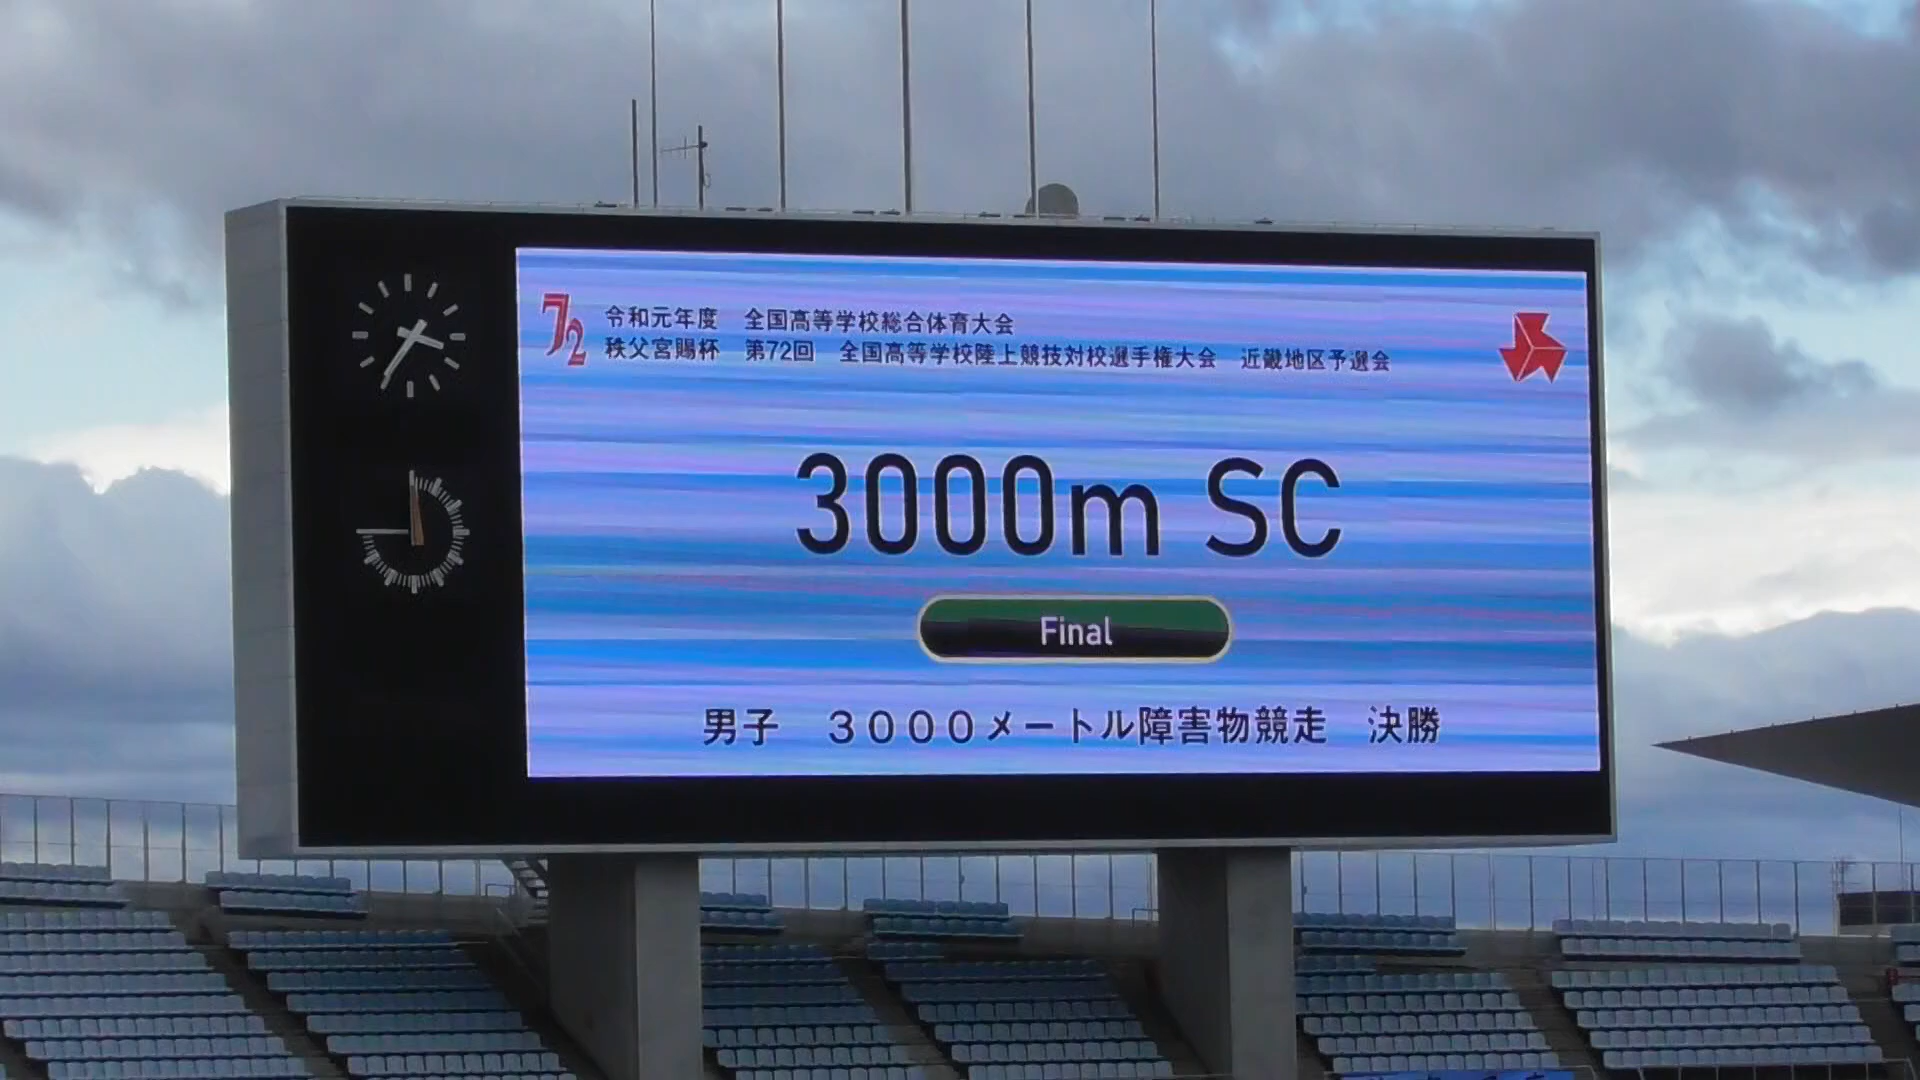 72
令和元年度　全国高等学校総合体育大会
秩父宮賜杯　第72回　全国高等学校陸上競技対校選手権大会　近畿地区予選会
3000m SC
Final
男子　３０００メートル障害物競走　決勝